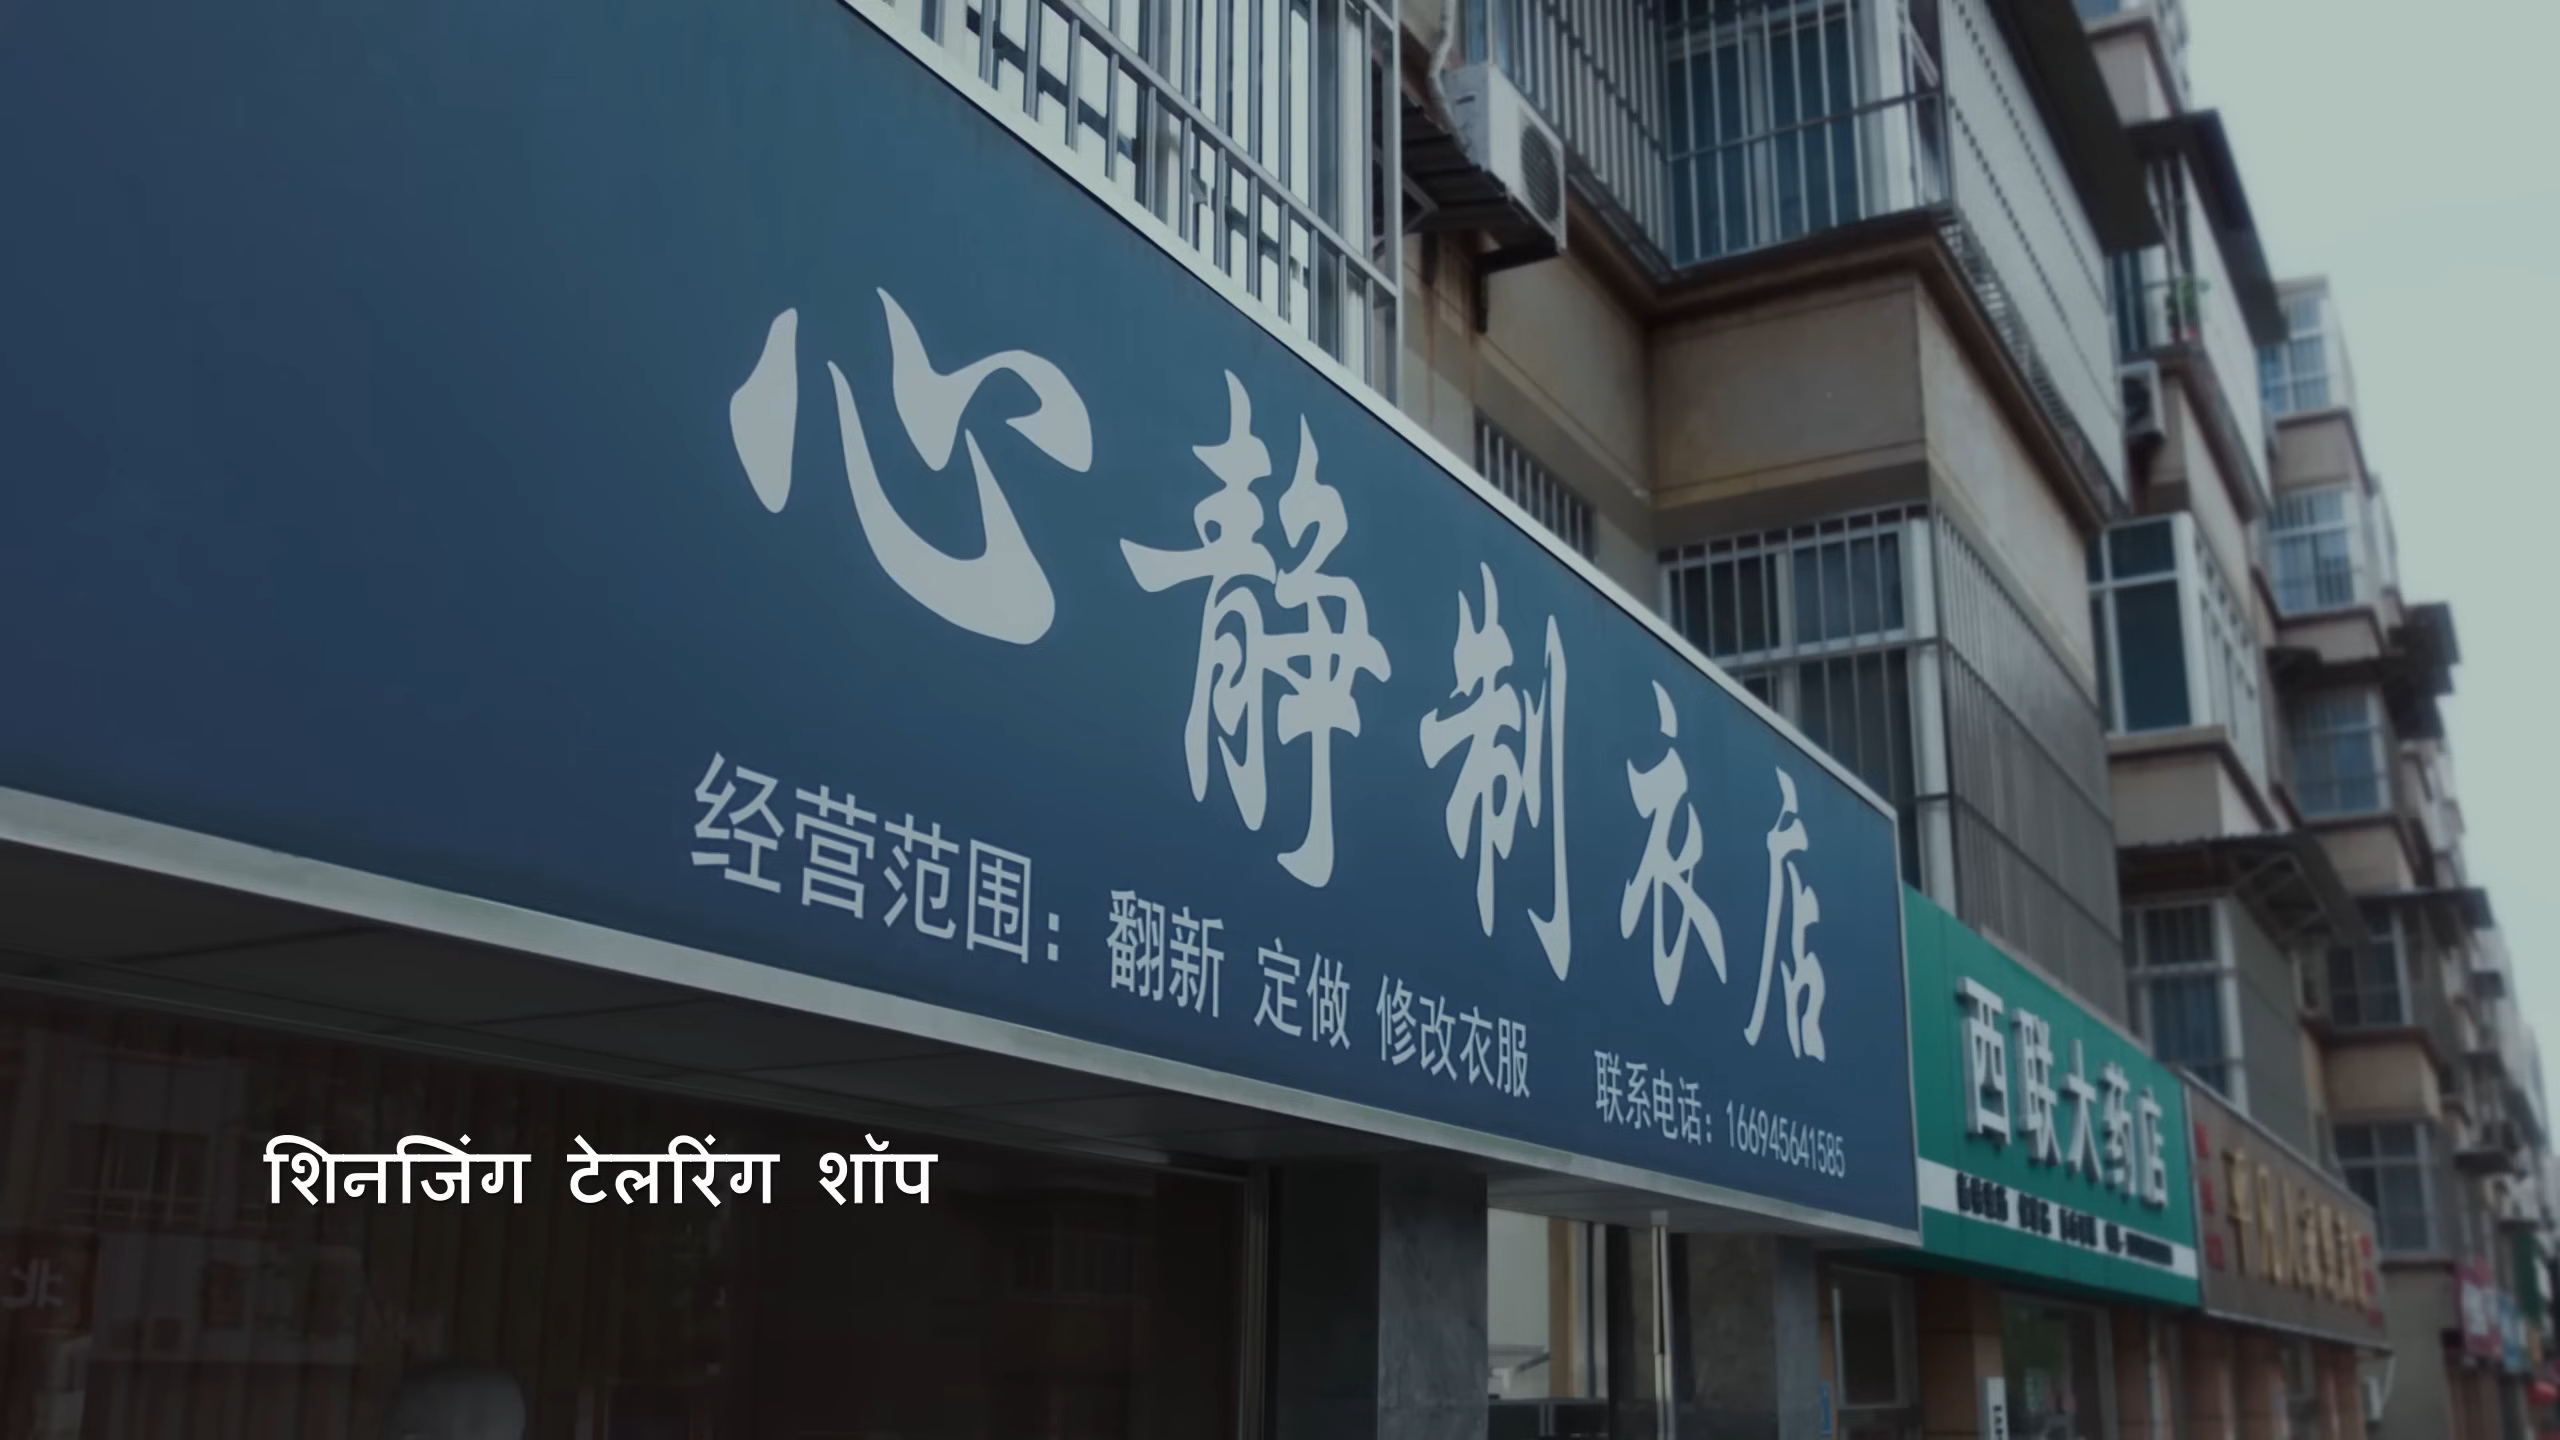 心静制衣店
经营范围：翻新 定做 修改衣服 联系电话：166945641585
西联大药店
शिनजिंग टेलरिंग शॉप